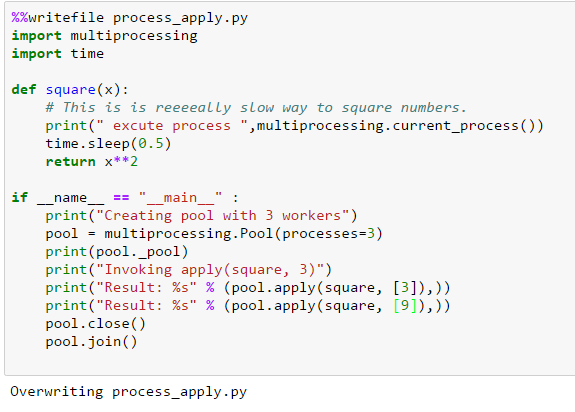 %%writefile process_apply.py
import multiprocessing
import time

def square(x):
    # This is is reeeeally slow way to square numbers.
    print(" excute process ",multiprocessing.current_process())
    time.sleep(0.5)
    return x**2

if __name__ == "__main__" :
    print("Creating pool with 3 workers")
    pool = multiprocessing.Pool(processes=3)
    print(pool._pool)
    print("Invoking apply(square, 3)")
    print("Result: %s" % (pool.apply(square, [3]),))
    print("Result: %s" % (pool.apply(square, [9]),))
    pool.close()
    pool.join()

Overwriting process_apply.py